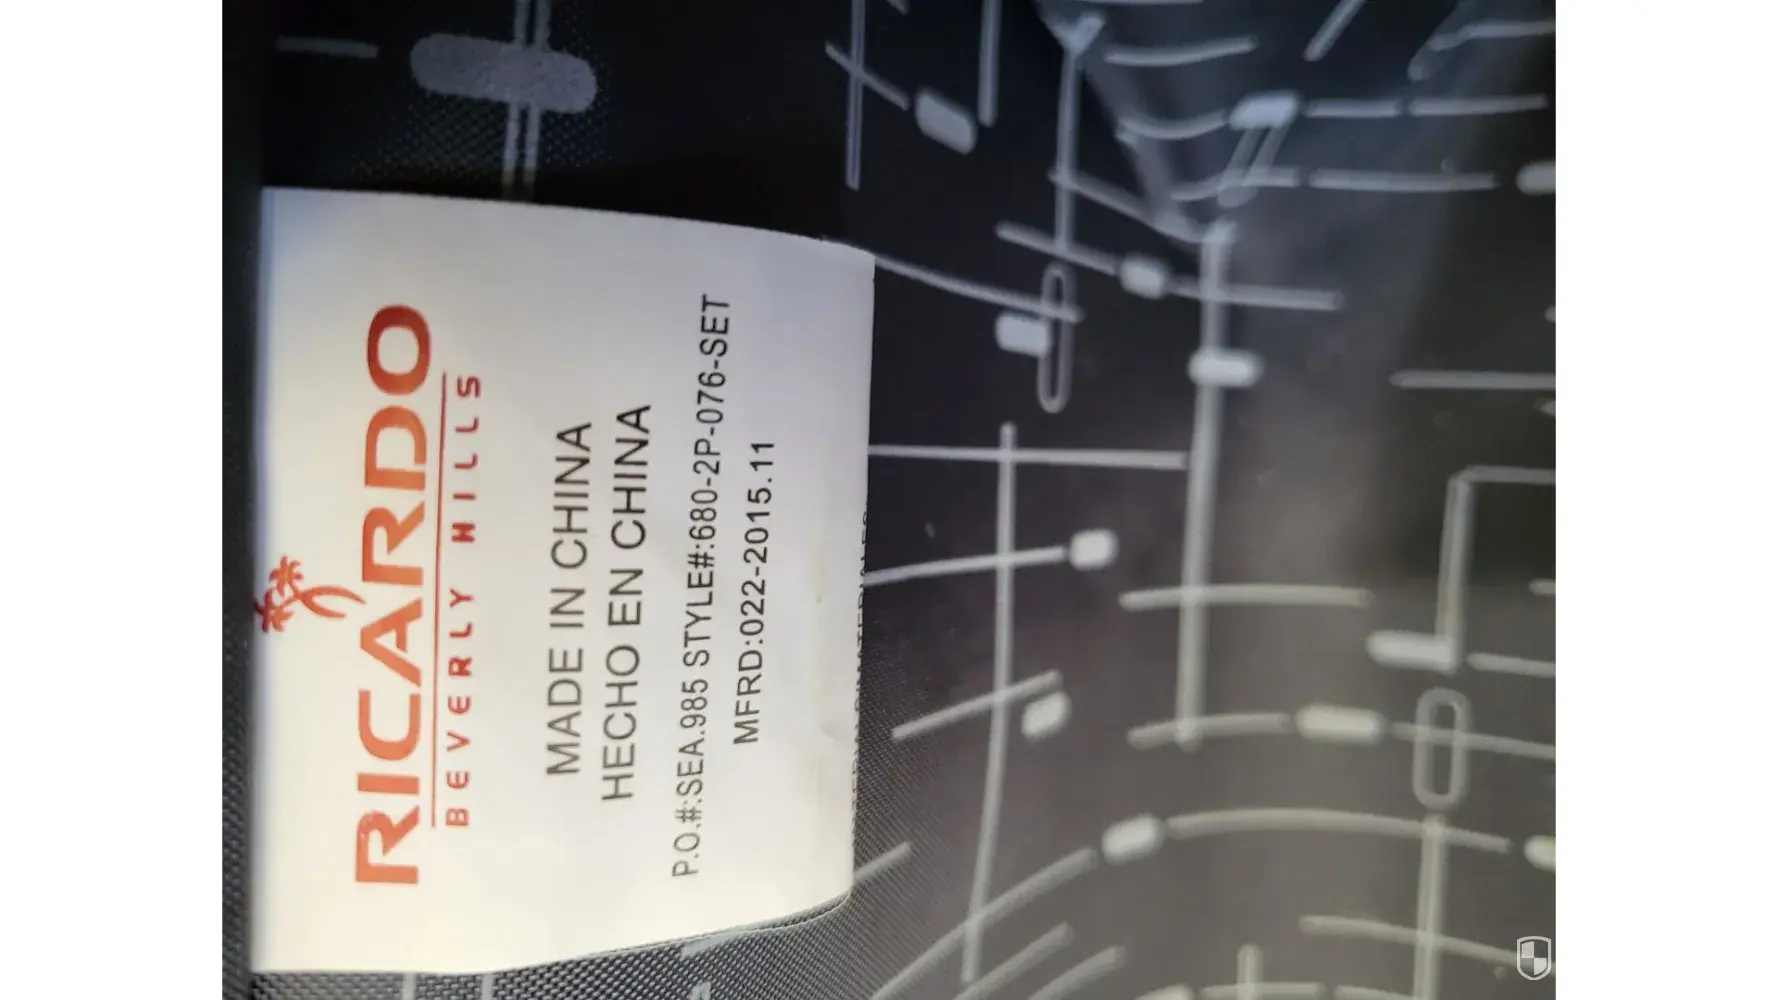 RICARDO
BEVERLY HILLS
MADE IN CHINA
HECHO EN CHINA
P.O.#:SEA.985 STYLE#:680-2P-076-SET
MFRD:022-2015.11